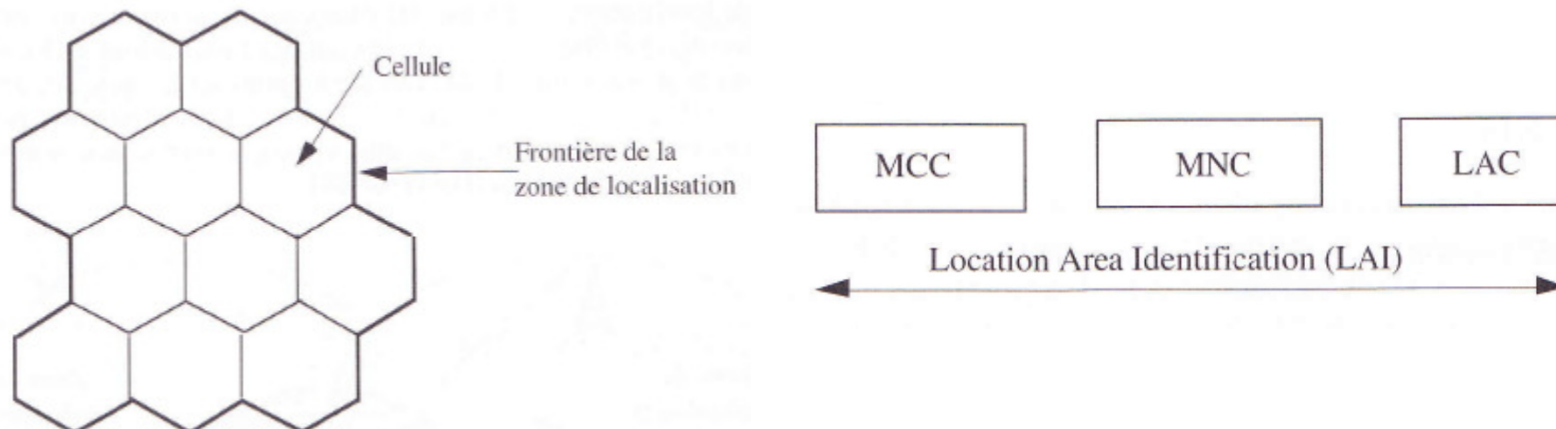 Cellule
Frontière de la
zone de localisation
MCC
MNC
LAC
Location Area Identification (LAI)